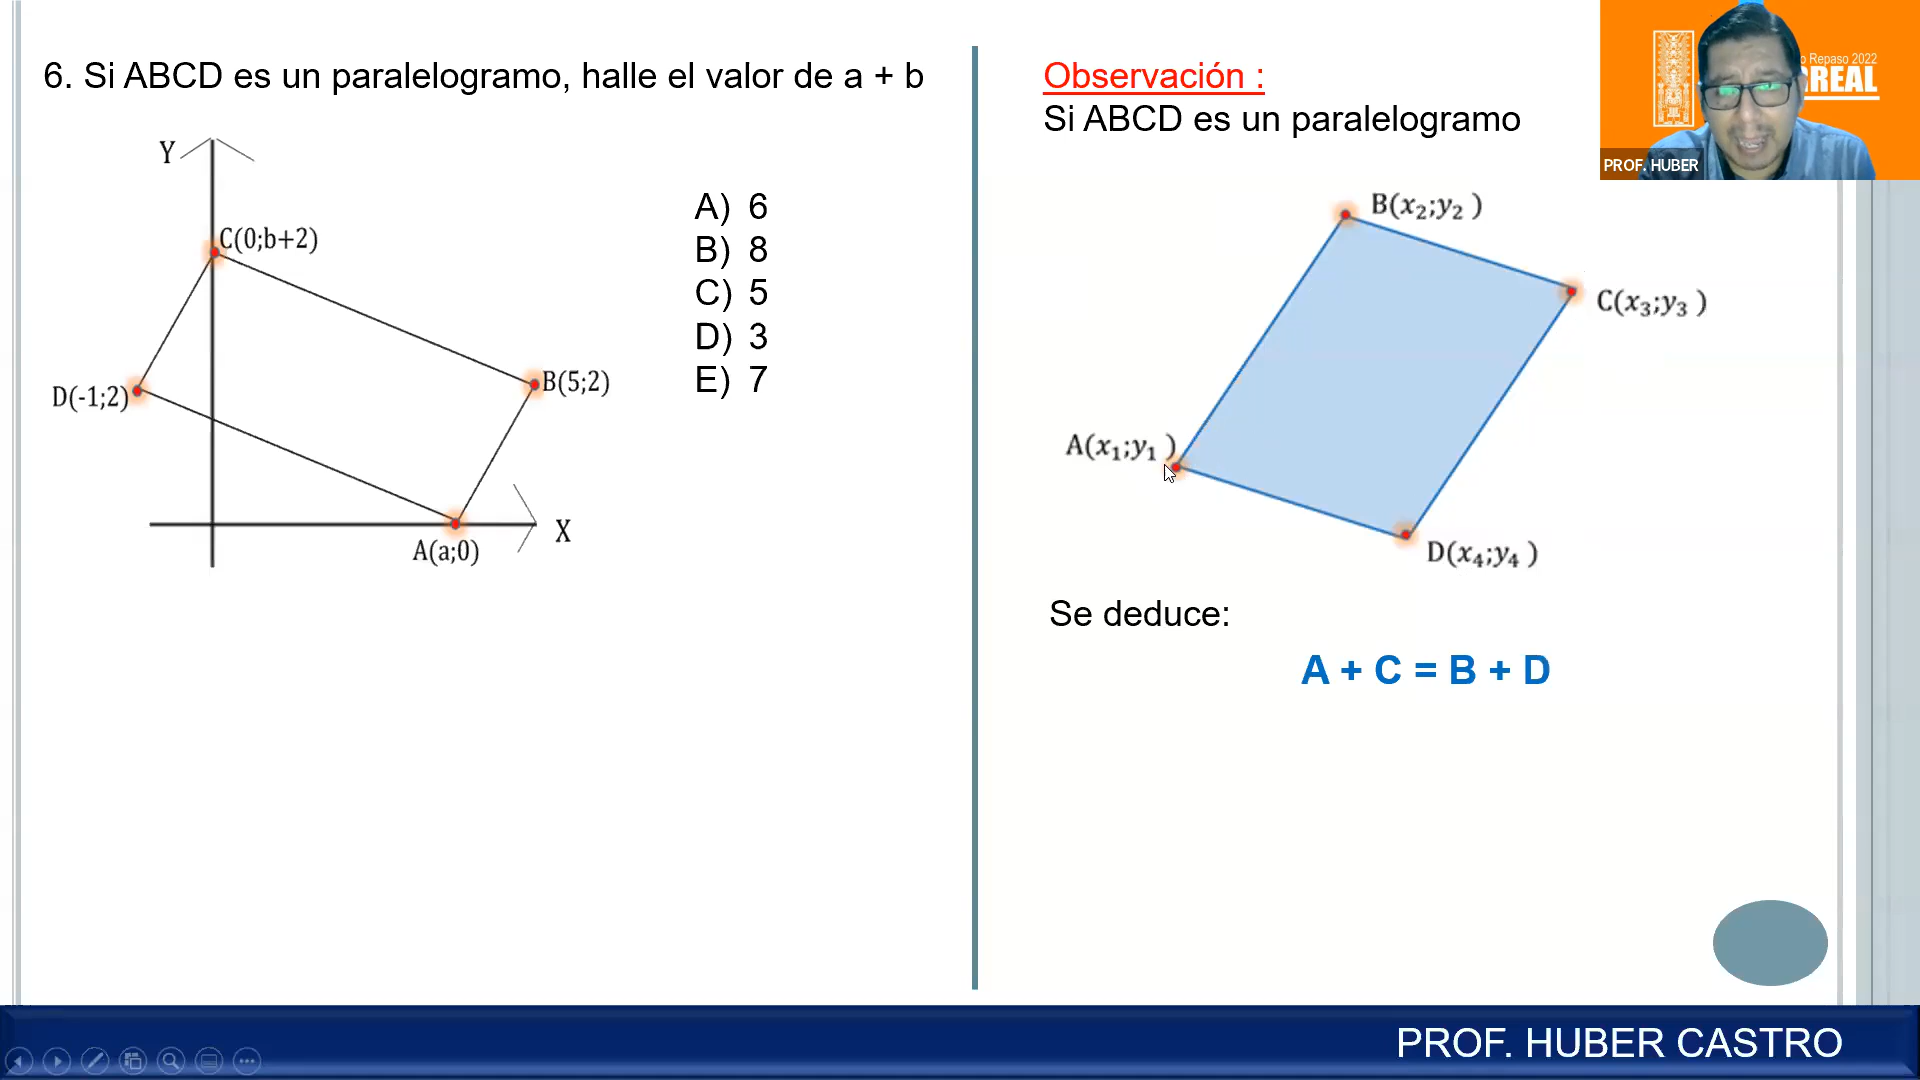 6. Si ABCD es un paralelogramo, halle el valor de a + b
Y
C(0;b+2)
D(-1;2)
B(5;2)
A(a;0)
X
A) 6
B) 8
C) 5
D) 3
E) 7
Observación :
Si ABCD es un paralelogramo
B(x₂;y₂ )
C(x₃;y₃ )
A(x₁;y₁ )
D(x₄;y₄ )
Se deduce:
A + C = B + D
Repaso 2022
REAL
PROF. HUBER
PROF. HUBER CASTRO